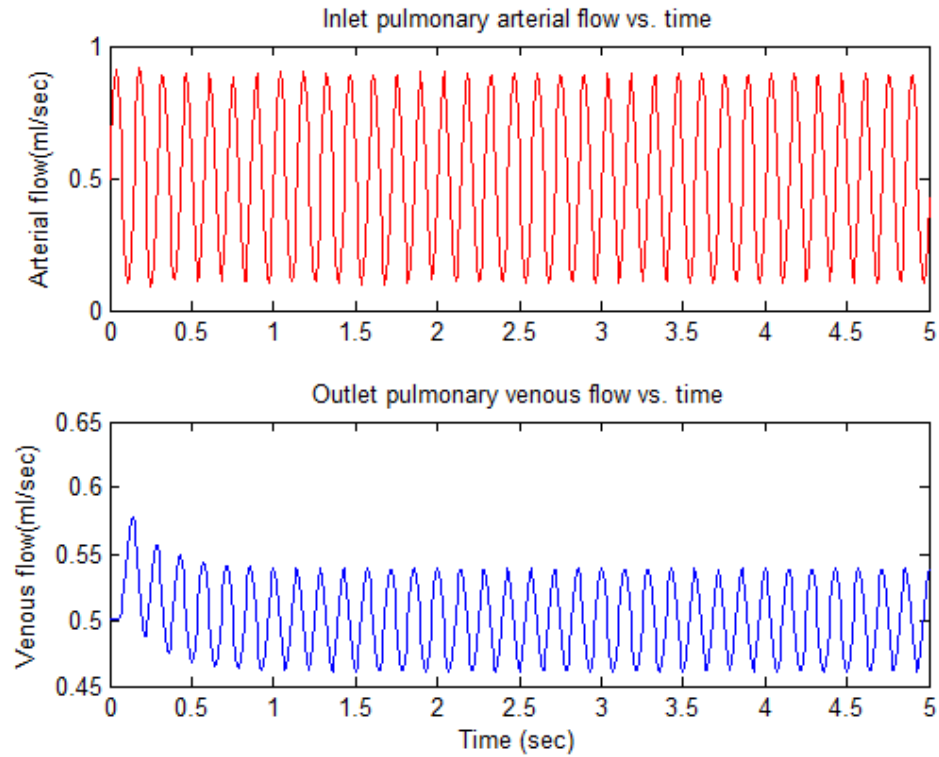 Inlet pulmonary arterial flow vs. time
Arterial flow(ml/sec)
1
0.5
0
0 0.5 1 1.5 2 2.5 3 3.5 4 4.5 5
Outlet pulmonary venous flow vs. time
Venous flow(ml/sec)
0.65
0.6
0.55
0.5
0.45
0 0.5 1 1.5 2 2.5 3 3.5 4 4.5 5
Time (sec)